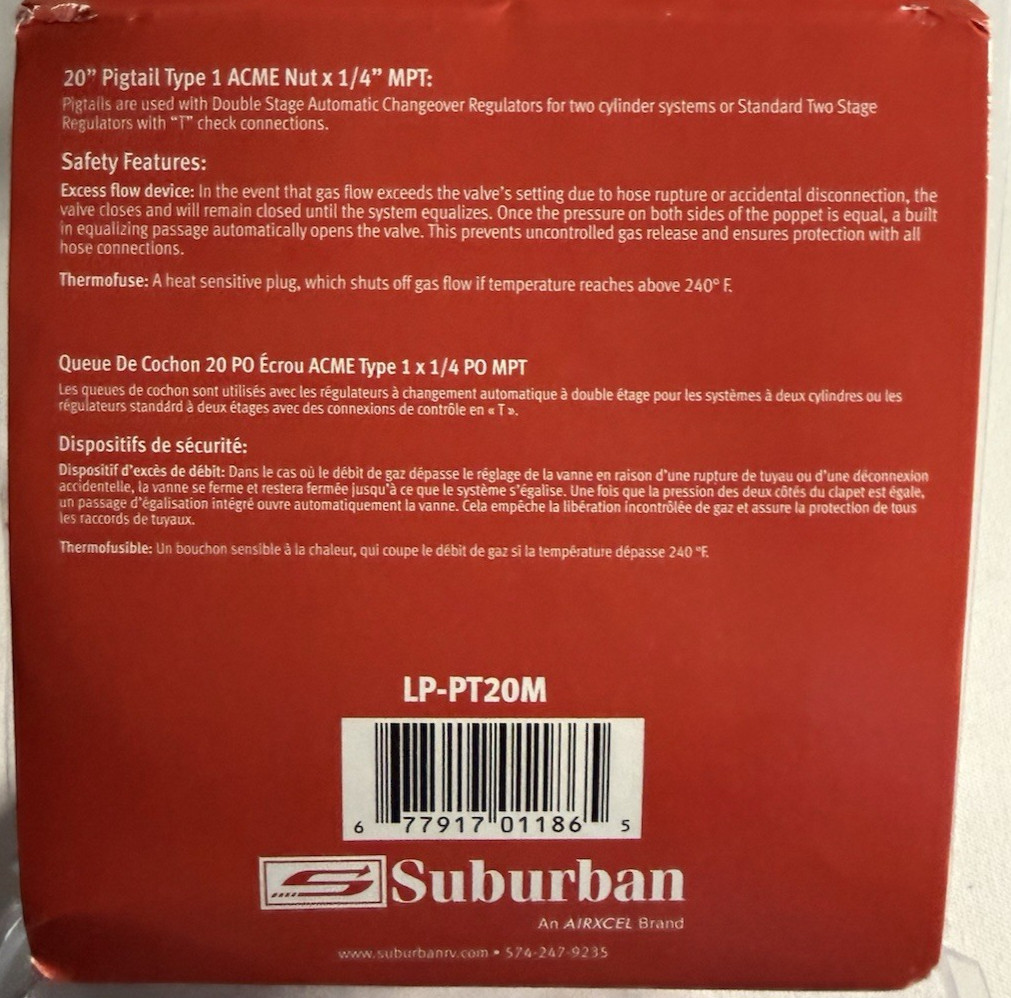 20” Pigtail Type 1 ACME Nut x 1/4” MPT:
Pigtails are used with Double Stage Automatic Changeover Regulators for two cylinder systems or Standard Two Stage
Regulators with “T” check connections.
Safety Features:
Excess flow device: In the event that gas flow exceeds the valve’s setting due to hose rupture or accidental disconnection, the
valve closes and will remain closed until the system equalizes. Once the pressure on both sides of the poppet is equal, a built
in equalizing passage automatically opens the valve. This prevents uncontrolled gas release and ensures protection with all
hose connections.
Thermofuse: A heat sensitive plug, which shuts off gas flow if temperature reaches above 240° F.
Queue De Cochon 20 PO Écrou ACME Type 1 x 1/4 PO MPT
Les queues de cochon sont utilisés avec les régulateurs à changement automatique à double étage pour les systèmes à deux cylindres ou les
régulateurs standard à deux étages avec des connexions de contrôle en « T ».
Dispositifs de sécurité:
Dispositif d’excès de débit: Dans le cas où le débit de gaz dépasse le réglage de la vanne en raison d’une rupture de tuyau ou d’une déconnexion
accidentelle, la vanne se ferme et restera fermée jusqu’à ce que le système s’égalise. Une fois que la pression des deux côtés du clapet est égale,
un passage d’égalisation intégré ouvre automatiquement la vanne. Cela empêche la libération incontrôlée de gaz et assure la protection de tous
les raccords de tuyaux.
Thermofusible: Un bouchon sensible à la chaleur, qui coupe le débit de gaz si la température dépasse 240 °F.
LP-PT20M
6 77917 01186 5
Suburban
An AIRXCEL Brand
www.suburbanrv.com • 574-247-9235